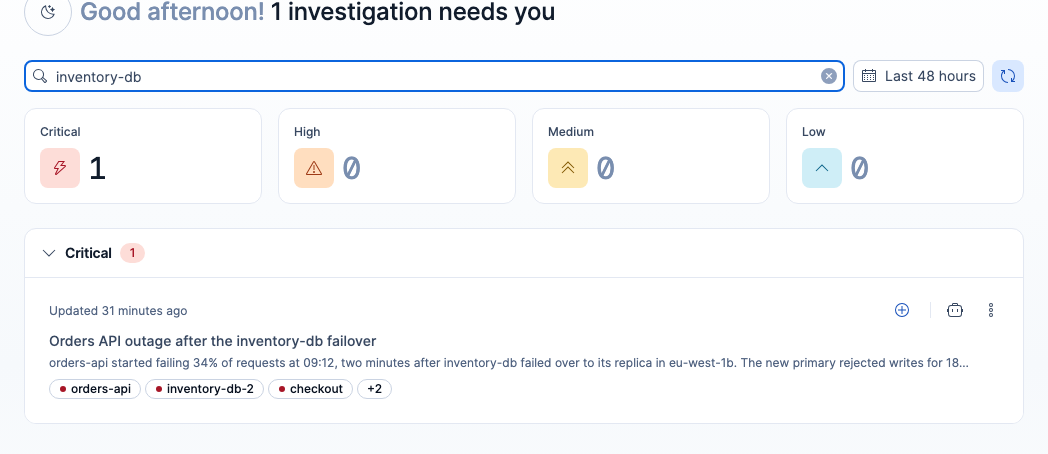 Good afternoon! 1 investigation needs you
inventory-db
Last 48 hours
Critical
1
High
0
Medium
0
Low
0
Critical 1
Updated 31 minutes ago
Orders API outage after the inventory-db failover
orders-api started failing 34% of requests at 09:12, two minutes after inventory-db failed over to its replica in eu-west-1b. The new primary rejected writes for 18...
orders-api inventory-db-2 checkout +2